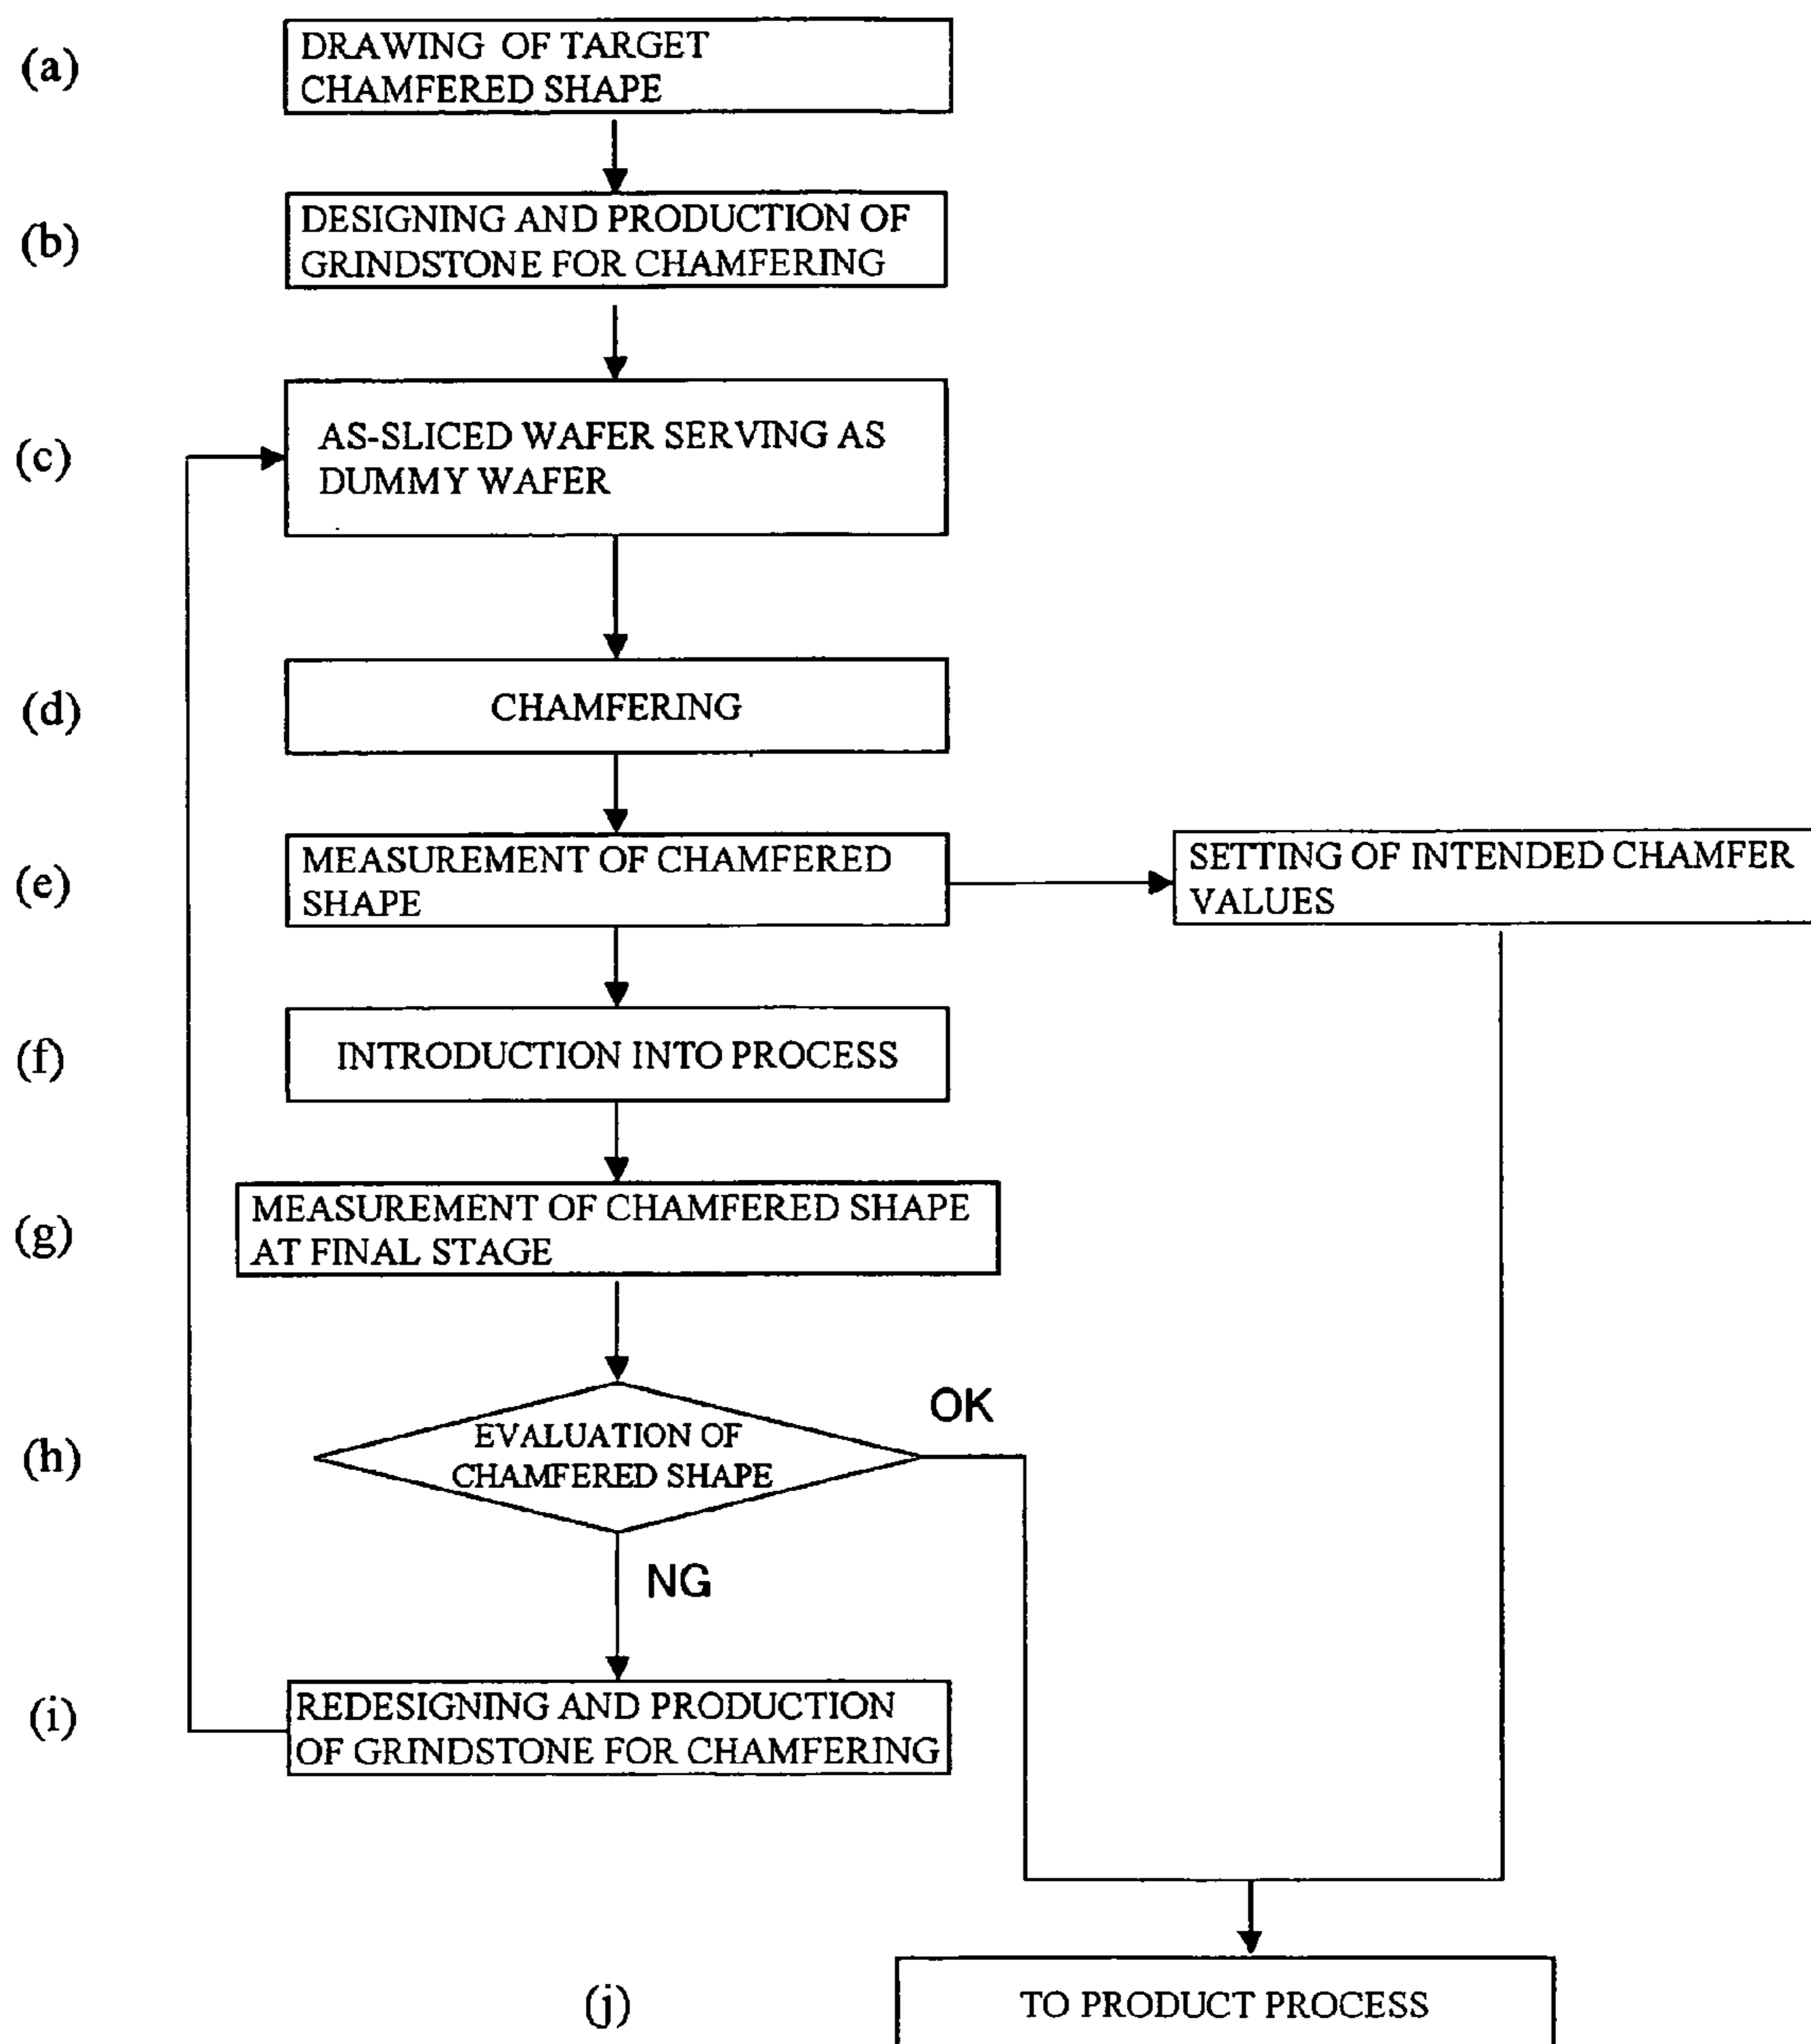 (a)
DRAWING OF TARGET
CHAMFERED SHAPE
(b)
DESIGNING AND PRODUCTION OF
GRINDSTONE FOR CHAMFERING
(c)
AS-SLICED WAFER SERVING AS
DUMMY WAFER
(d)
CHAMFERING
(e)
MEASUREMENT OF CHAMFERED
SHAPE
SETTING OF INTENDED CHAMFER
VALUES
(f)
INTRODUCTION INTO PROCESS
(g)
MEASUREMENT OF CHAMFERED SHAPE
AT FINAL STAGE
(h)
EVALUATION OF
CHAMFERED SHAPE
OK
NG
(i)
REDESIGNING AND PRODUCTION
OF GRINDSTONE FOR CHAMFERING
(j)
TO PRODUCT PROCESS